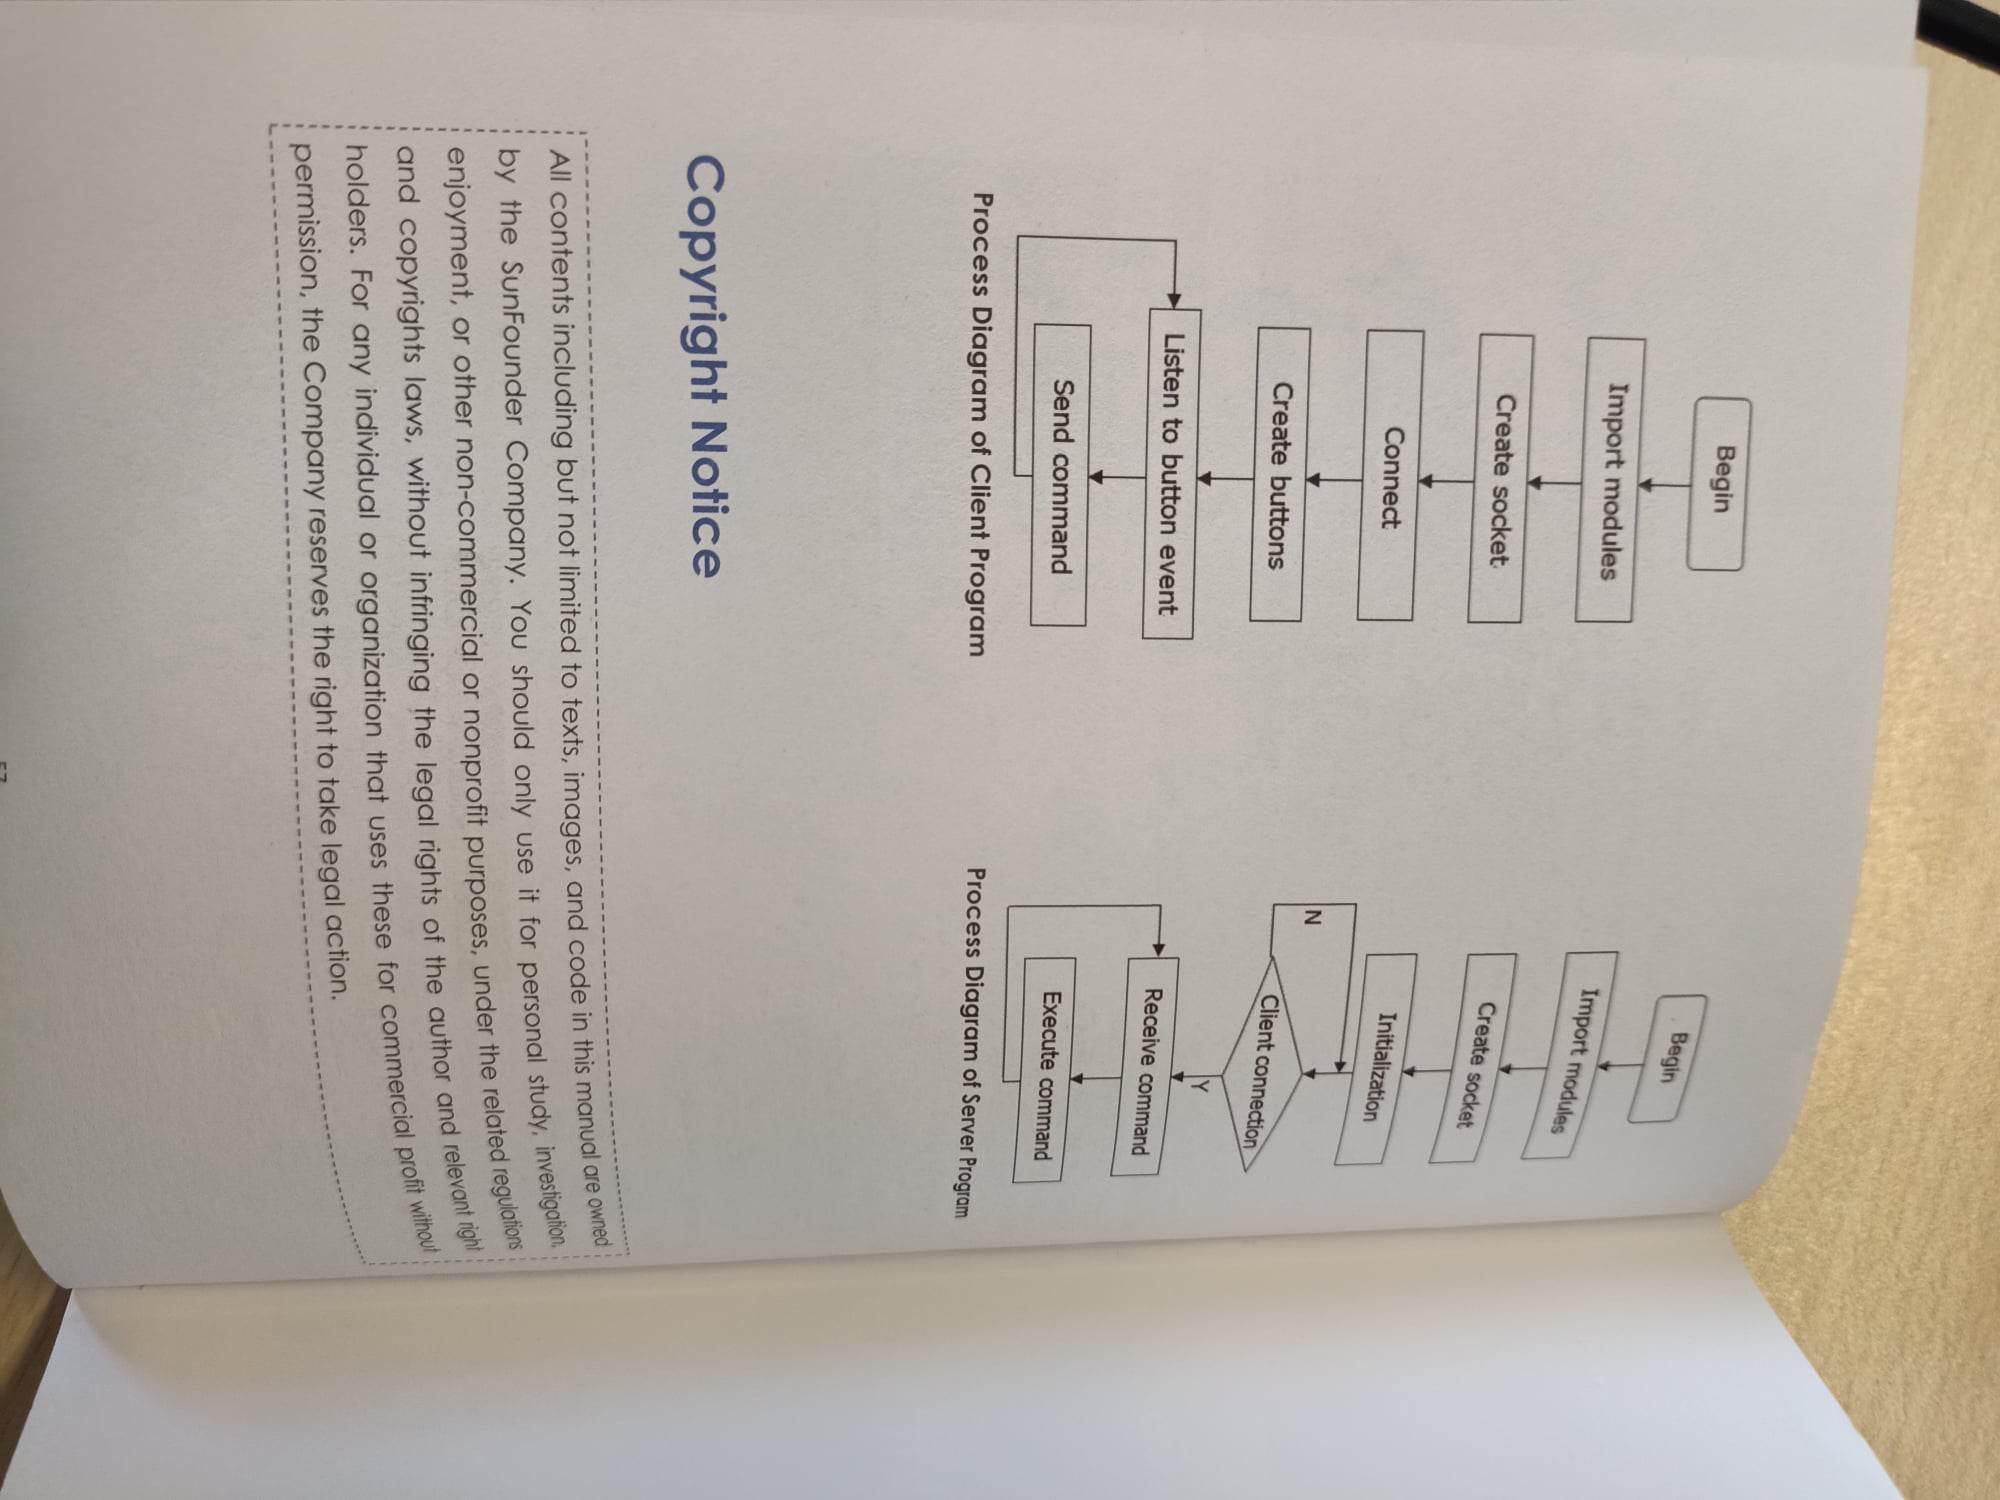 Begin
Import modules
Create socket
Connect
Create buttons
Listen to button event
Send command
Process Diagram of Client Program
Begin
Import modules
Create socket
Initialization
N
Client connection
Y
Receive command
Execute command
Process Diagram of Server Program
Copyright Notice
All contents including but not limited to texts, images, and code in this manual are owned
by the SunFounder Company. You should only use it for personal study, investigation,
enjoyment, or other non-commercial or nonprofit purposes, under the related regulations
and copyrights laws, without infringing the legal rights of the author and relevant right
holders. For any individual or organization that uses these for commercial profit without
permission, the Company reserves the right to take legal action.